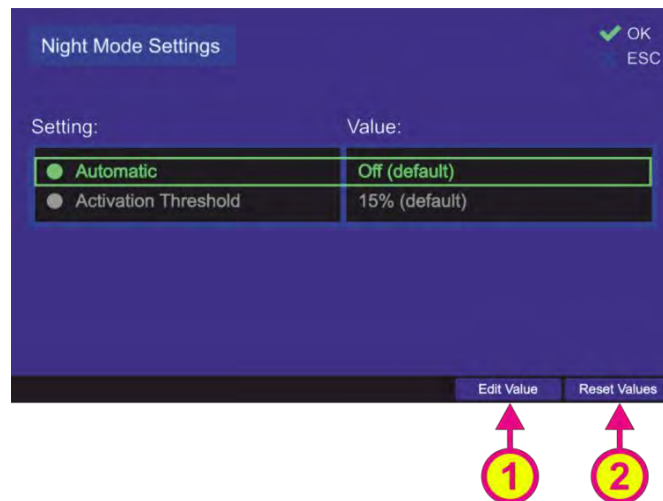 Night Mode Settings
OK
ESC
Setting: Value:
Automatic Off (default)
Activation Threshold 15% (default)
Edit Value Reset Values
1 2